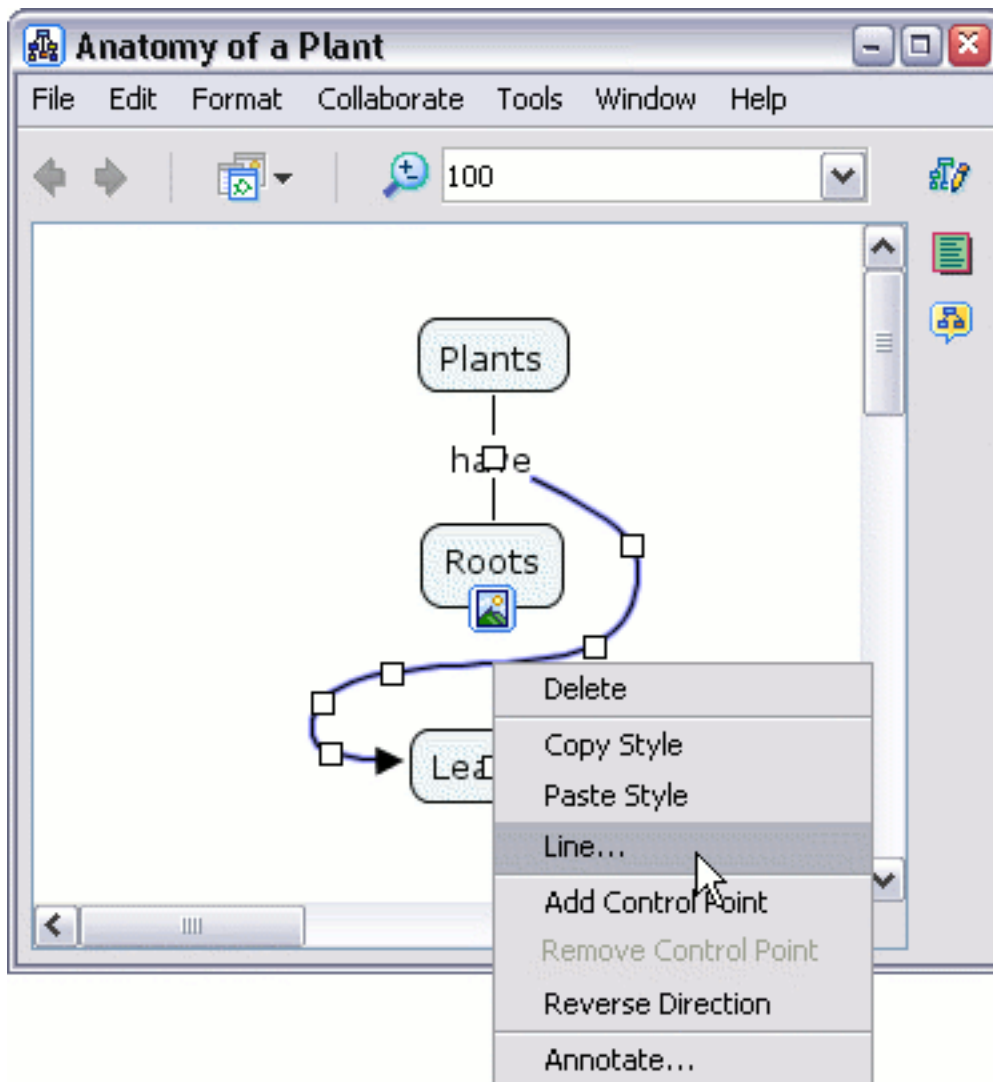 Anatomy of a Plant
File Edit Format Collaborate Tools Window Help
100
Plants
have
Roots
Delete
Copy Style
Paste Style
Line...
Add Control Point
Remove Control Point
Reverse Direction
Annotate...